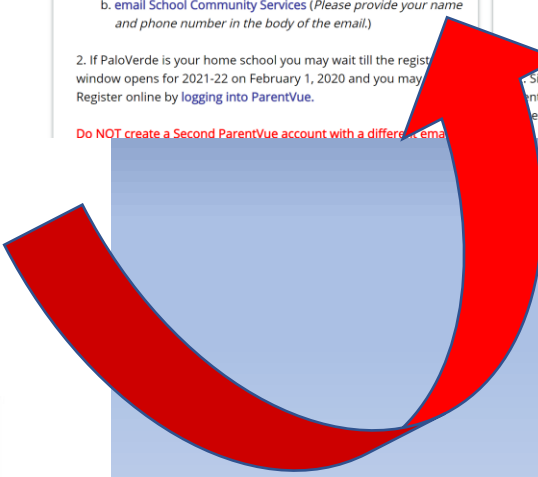 b. email School Community Services (Please provide your name
and phone number in the body of the email.)
2. If PaloVerde is your home school you may wait till the regist
window opens for 2021-22 on February 1, 2020 and you may
Register online by logging into ParentVue.
Do NOT create a Second ParentVue account with a different ema